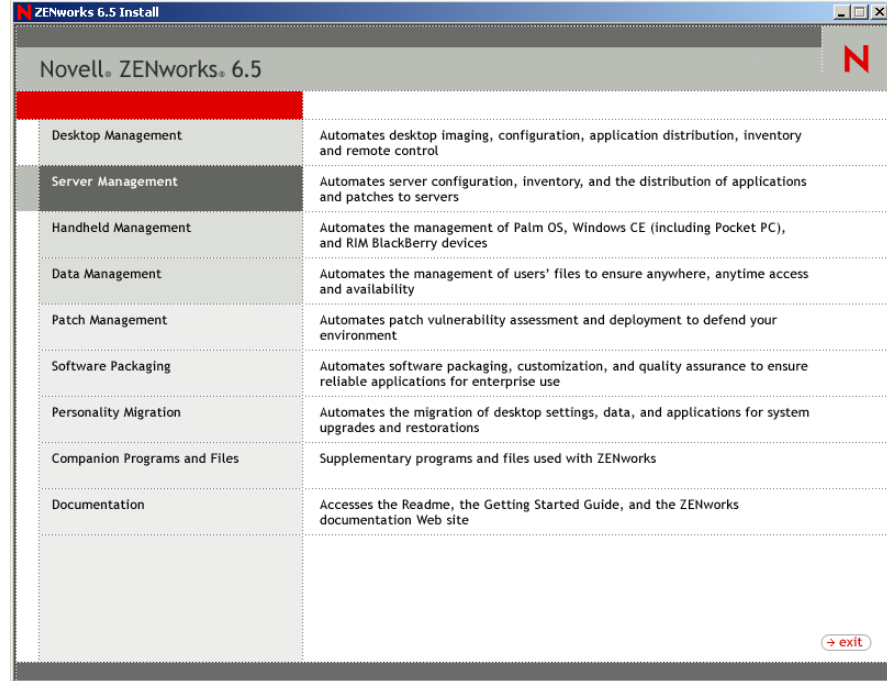 ZENworks 6.5 Install
Novell® ZENworks® 6.5
N
Desktop Management
Automates desktop imaging, configuration, application distribution, inventory
and remote control
Server Management
Automates server configuration, inventory, and the distribution of applications
and patches to servers
Handheld Management
Automates the management of Palm OS, Windows CE (including Pocket PC),
and RIM BlackBerry devices
Data Management
Automates the management of users’ files to ensure anywhere, anytime access
and availability
Patch Management
Automates patch vulnerability assessment and deployment to defend your
environment
Software Packaging
Automates software packaging, customization, and quality assurance to ensure
reliable applications for enterprise use
Personality Migration
Automates the migration of desktop settings, data, and applications for system
upgrades and restorations
Companion Programs and Files
Supplementary programs and files used with ZENworks
Documentation
Accesses the Readme, the Getting Started Guide, and the ZENworks
documentation Web site
exit